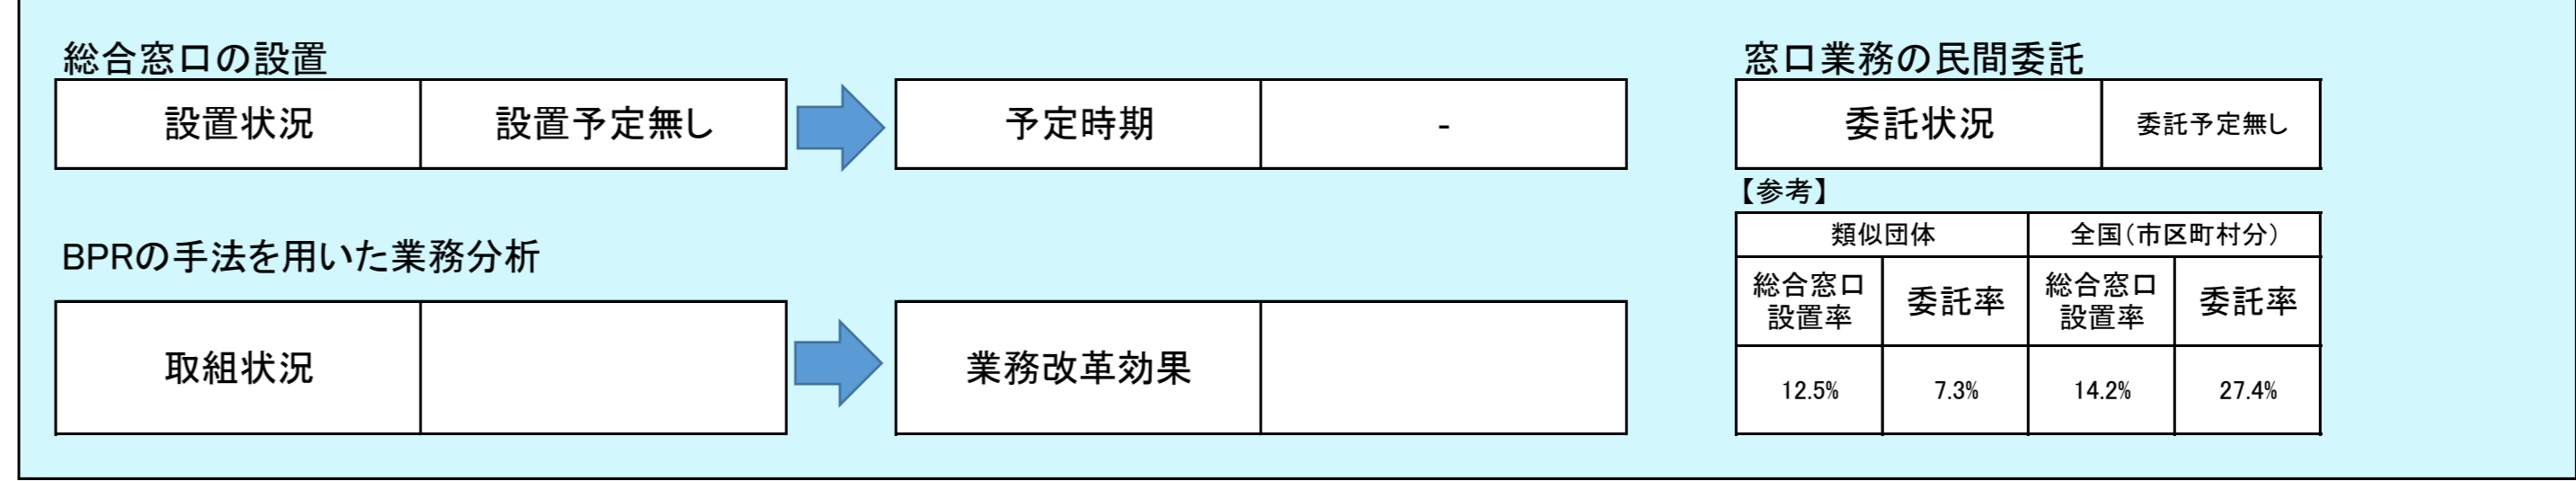 総合窓口の設置
設置状況 設置予定無し 予定時期 -
BPRの手法を用いた業務分析
取組状況 業務改革効果
窓口業務の民間委託
委託状況 委託予定無し
【参考】
類似団体 全国(市区町村分)
総合窓口
設置率
委託率
総合窓口
設置率
委託率
12.5% 7.3% 14.2% 27.4%